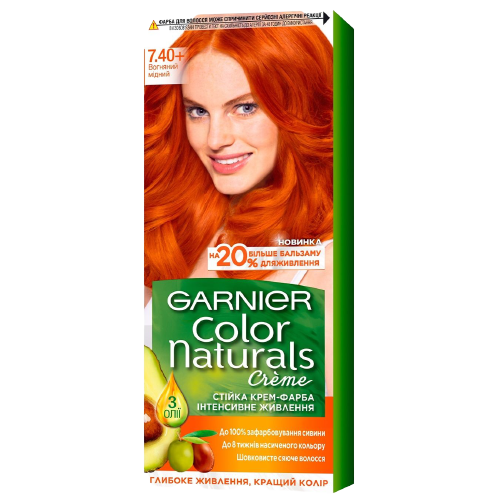 ФАРБА ДЛЯ ВОЛОССЯ МОЖЕ СПРИЧИНИТИ СЕРЙОЗНІ АЛЕРГІЧНІ РЕАКЦІЇ
7.40+
Вогняний
мідний
НОВИНКА
НА 20% БІЛЬШЕ БАЛЬЗАМУ
ДЛЯ ЖИВЛЕННЯ
GARNIER
Color
Naturals
Crème
СТІЙКА КРЕМ-ФАРБА
ІНТЕНСИВНЕ ЖИВЛЕННЯ
3
ОЛІЇ
До 100% зафарбовування сивини
До 8 тижнів насиченого кольору
Шовковисте сяюче волосся
ГЛИБОКЕ ЖИВЛЕННЯ, КРАЩИЙ КОЛІР